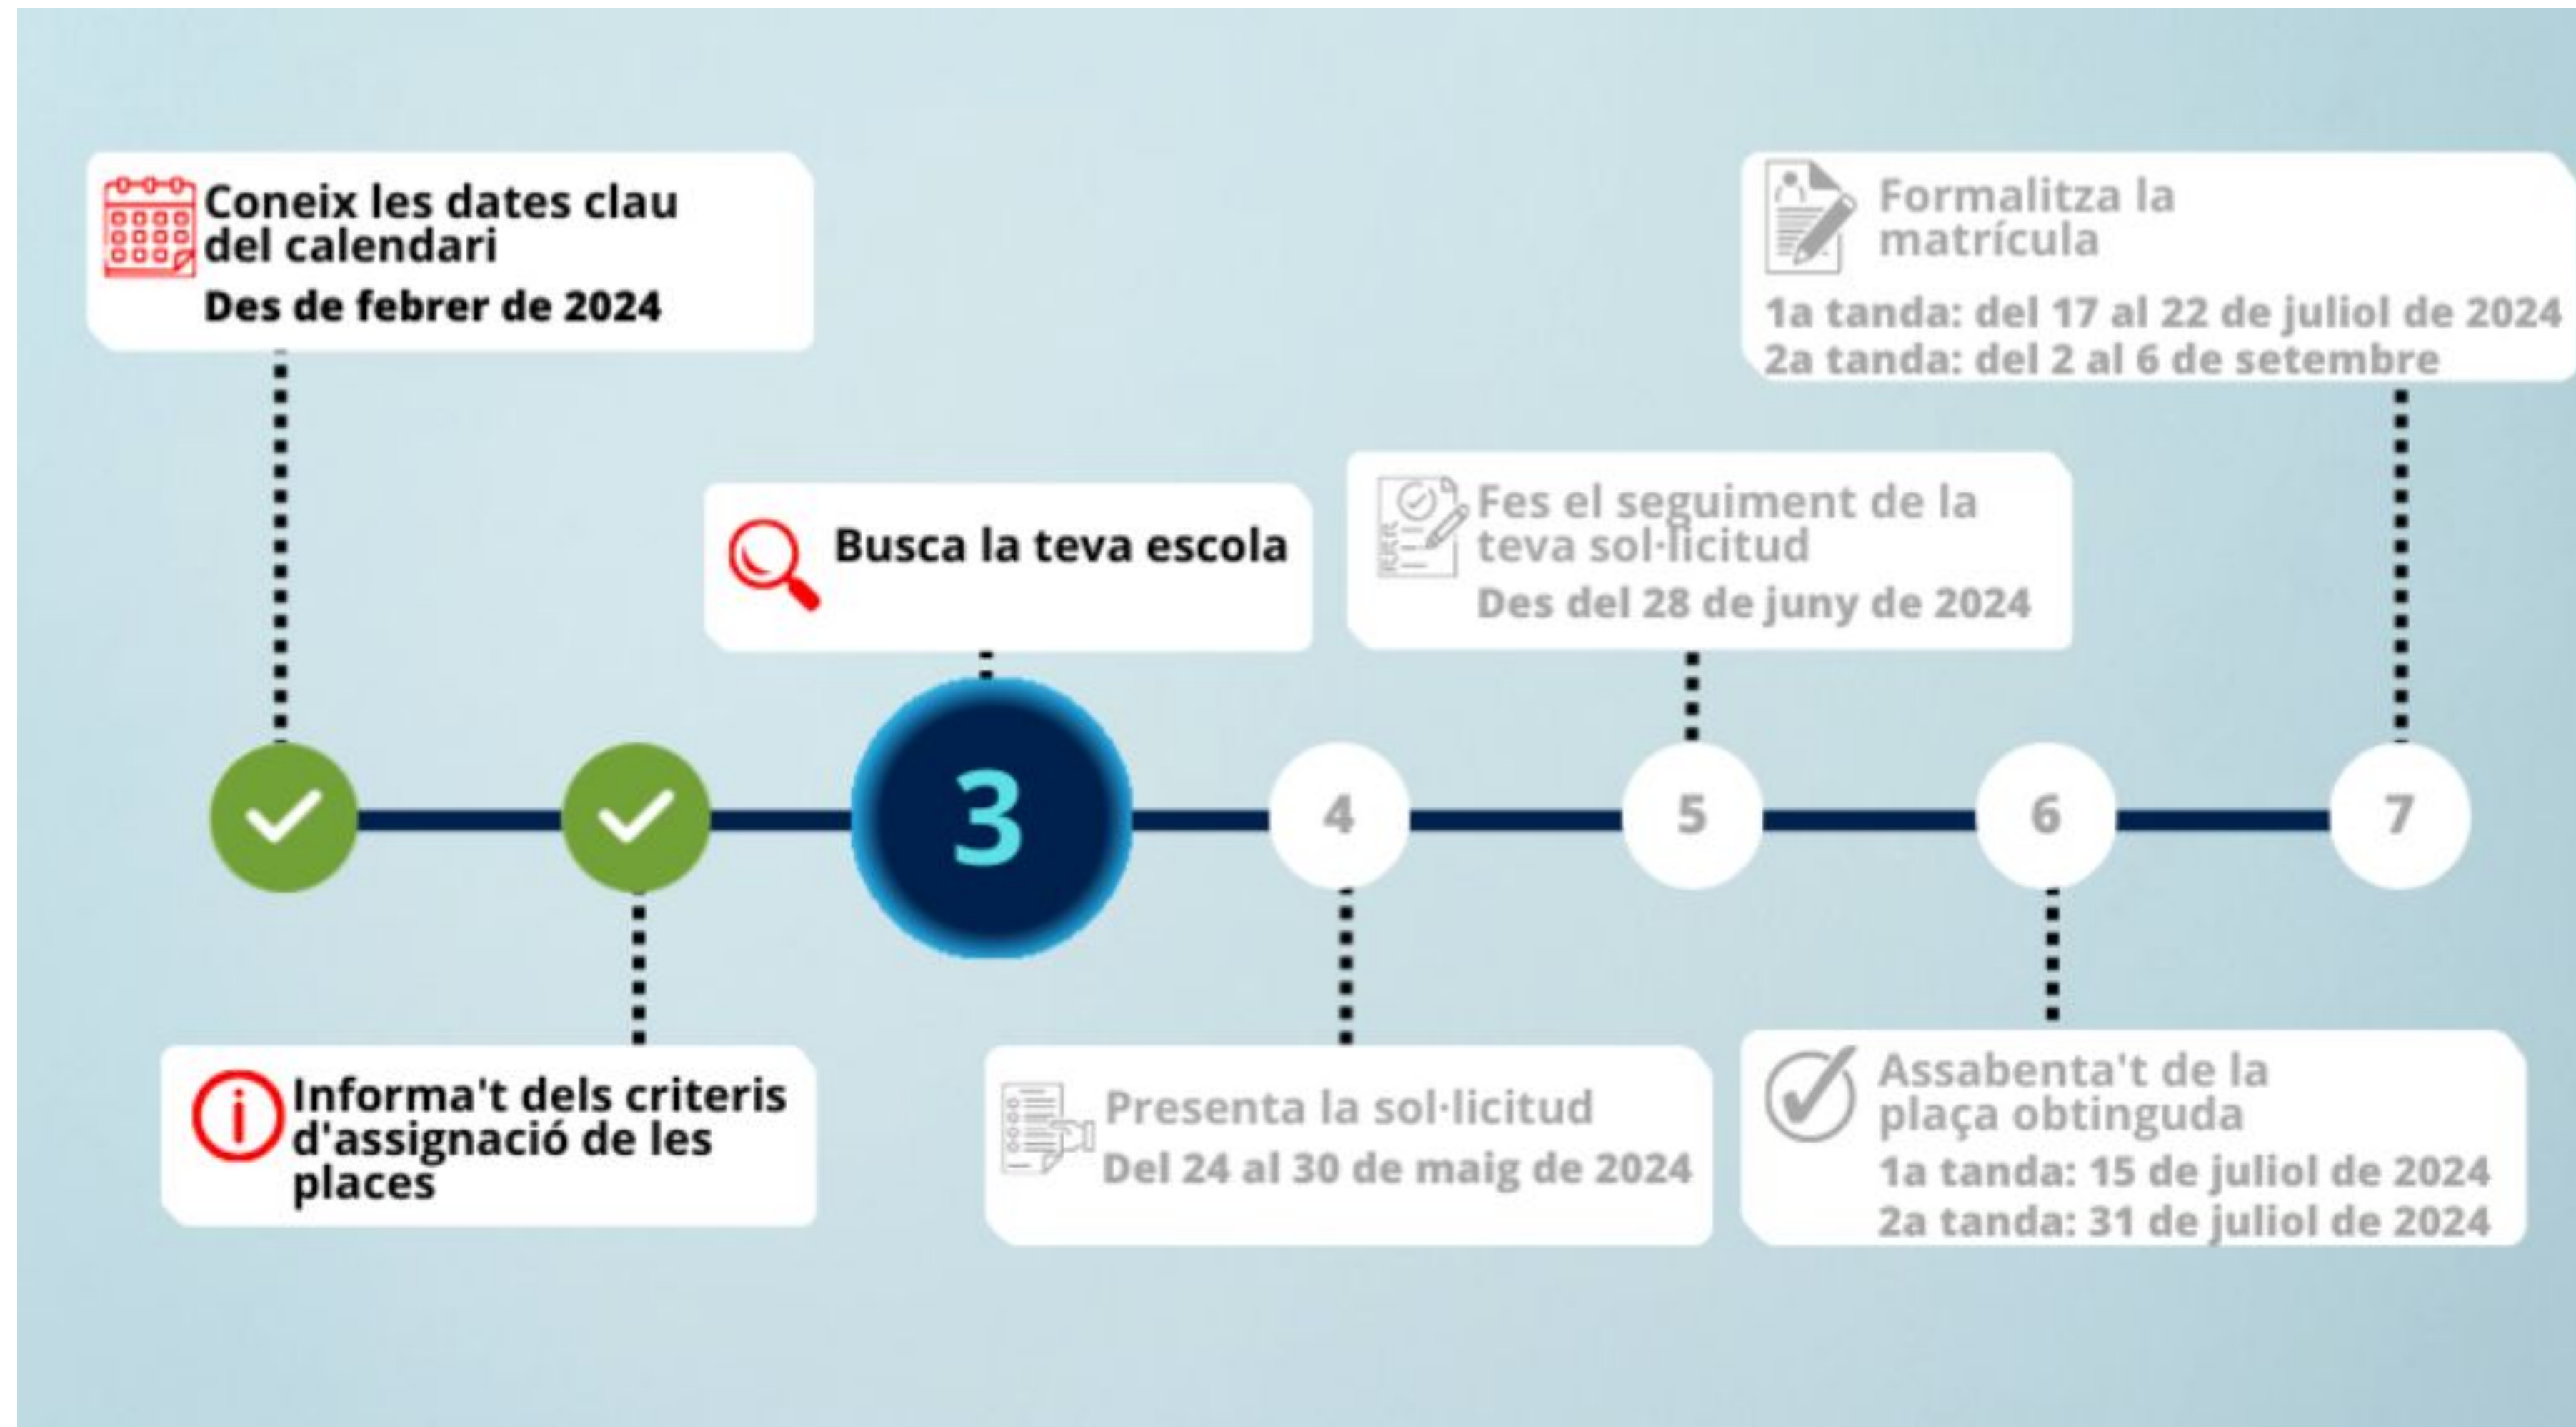 Coneix les dates clau
del calendari
Des de febrer de 2024
Formalitza la
matrícula
1a tanda: del 17 al 22 de juliol de 2024
2a tanda: del 2 al 6 de setembre
Busca la teva escola
Fes el seguiment de la
teva sol·licitud
Des del 28 de juny de 2024
3
4
5
6
7
Informa't dels criteris
d'assignació de les
places
Presenta la sol·licitud
Del 24 al 30 de maig de 2024
Assabenta't de la
plaça obtinguda
1a tanda: 15 de juliol de 2024
2a tanda: 31 de juliol de 2024